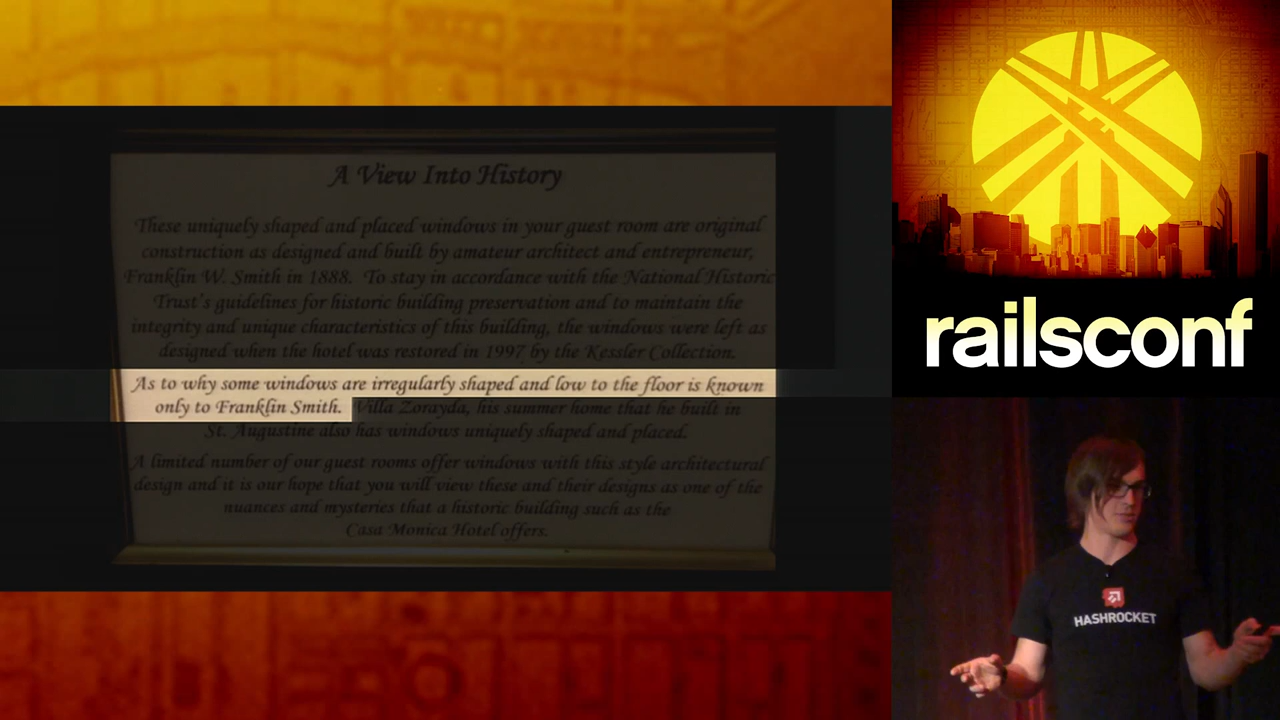 A View Into History
These uniquely shaped and placed windows in your guest room are original
construction as designed and built by amateur architect and entrepreneur,
Franklin W. Smith in 1888. To stay in accordance with the National Historic
Trust's guidelines for historic building preservation and to maintain the
integrity and unique characteristics of this building, the windows were left as
designed when the hotel was restored in 1997 by the Kessler Collection.
As to why some windows are irregularly shaped and low to the floor is known
only to Franklin Smith. Villa Zorayda, his summer home that he built in
St. Augustine also has windows uniquely shaped and placed.
A limited number of our guest rooms offer windows with this style architectural
design and it is our hope that you will view these and their designs as one of the
nuances and mysteries that a historic building such as the
Casa Monica Hotel offers.
railsconf
HASHROCKET